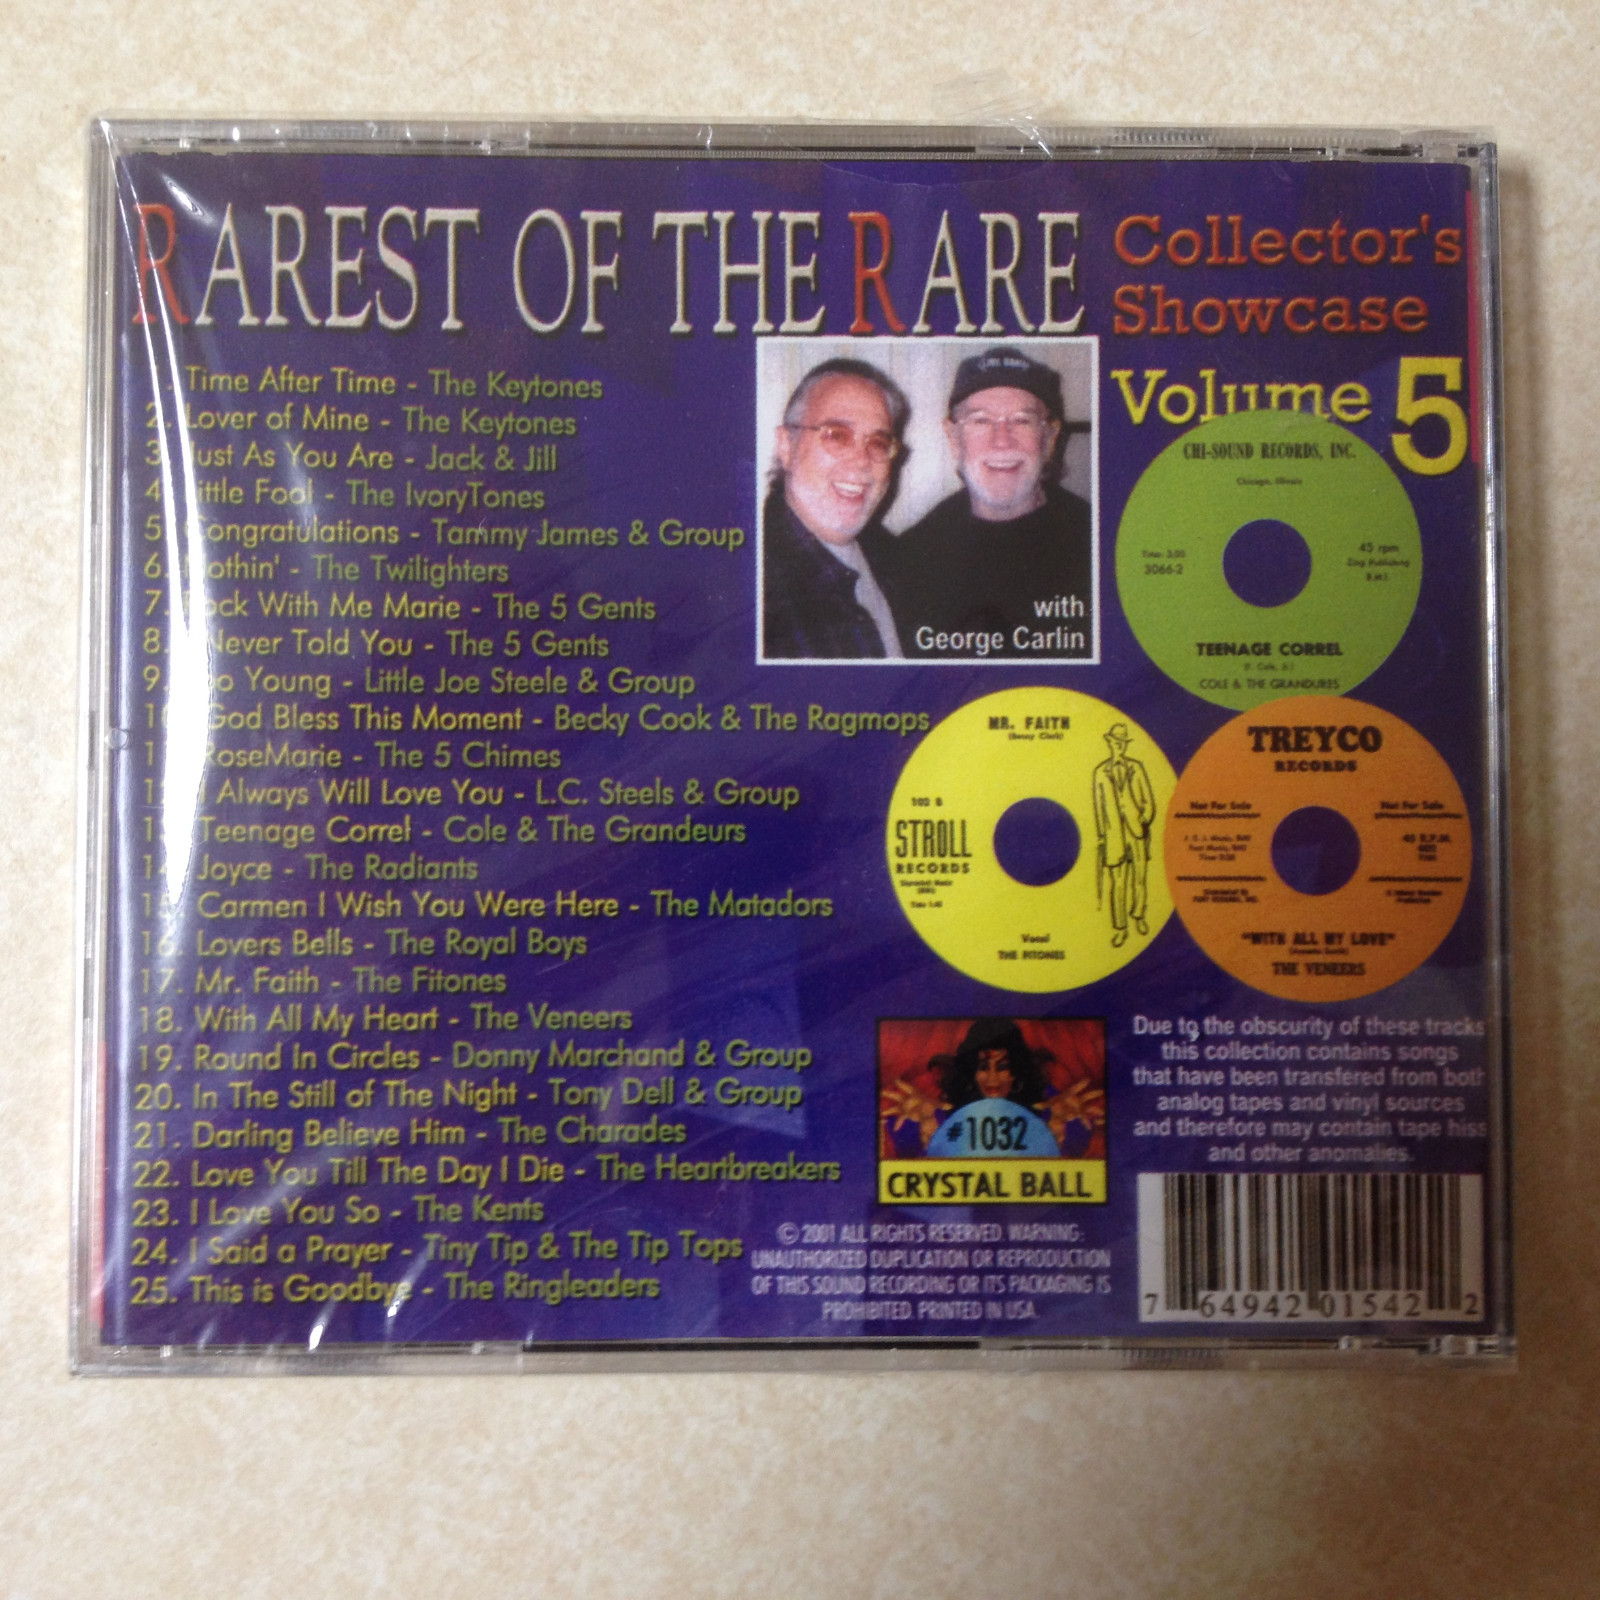 RAREST OF THE RARE
Collector's
Showcase
Volume 5
Time After Time - The Keytones
2. Lover of Mine - The Keytones
3. Just As You Are - Jack & Jill
4. Little Fool - The IvoryTones
5. Congratulations - Tammy James & Group
6. Nothin' - The Twilighters
7. Rock With Me Marie - The 5 Gents
8. I Never Told You - The 5 Gents
9. Too Young - Little Joe Steele & Group
10. God Bless This Moment - Becky Cook & The Ragmops
11. RoseMarie - The 5 Chimes
12. I Always Will Love You - L.C. Steels & Group
13. Teenage Correl - Cole & The Grandeurs
14. Joyce - The Radiants
15. Carmen I Wish You Were Here - The Matadors
16. Lovers Bells - The Royal Boys
17. Mr. Faith - The Fitones
18. With All My Heart - The Veneers
19. Round In Circles - Donny Marchand & Group
20. In The Still of The Night - Tony Dell & Group
21. Darling Believe Him - The Charades
22. Love You Till The Day I Die - The Heartbreakers
23. I Love You So - The Kents
24. I Said a Prayer - Tiny Tip & The Tip Tops
25. This is Goodbye - The Ringleaders
with
George Carlin
CHI-SOUND RECORDS, INC.
Chicago, Illinois
Time: 3:00
3066-2
45 rpm
B.M.I.
TEENAGE CORREL
COLE & THE GRANDURES
MR. FAITH
(Benny Clark)
102 B
STROLL
RECORDS
Vocal
THE FITONES
TREYCO
RECORDS
Not For Sale
Not For Sale
45 R.P.M.
"WITH ALL MY LOVE"
THE VENEERS
#1032
CRYSTAL BALL
Due to the obscurity of these tracks
this collection contains songs
that have been transfered from both
analog tapes and vinyl sources
and therefore may contain tape hiss
and other anomalies.
© 2001 ALL RIGHTS RESERVED. WARNING:
UNAUTHORIZED DUPLICATION OR REPRODUCTION
OF THIS SOUND RECORDING OR ITS PACKAGING IS
PROHIBITED. PRINTED IN USA.
7 64942 01542 2